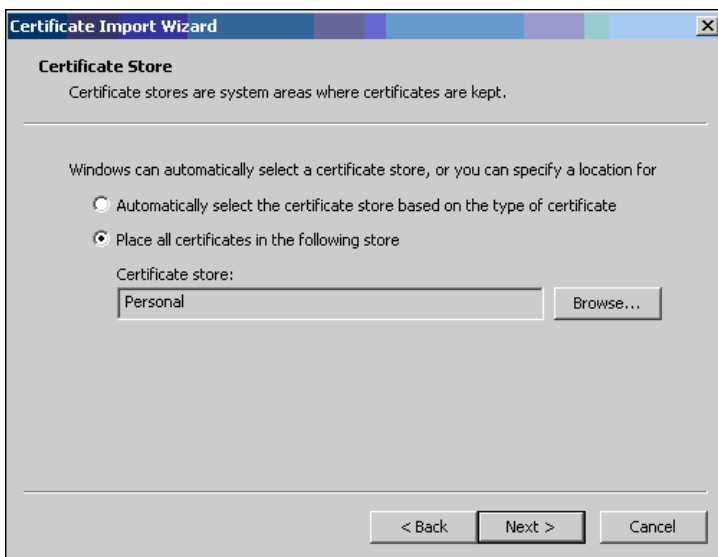 Certificate Import Wizard
Certificate Store
Certificate stores are system areas where certificates are kept.
Windows can automatically select a certificate store, or you can specify a location for
Automatically select the certificate store based on the type of certificate
Place all certificates in the following store
Certificate store:
Personal
Browse...
< Back
Next >
Cancel